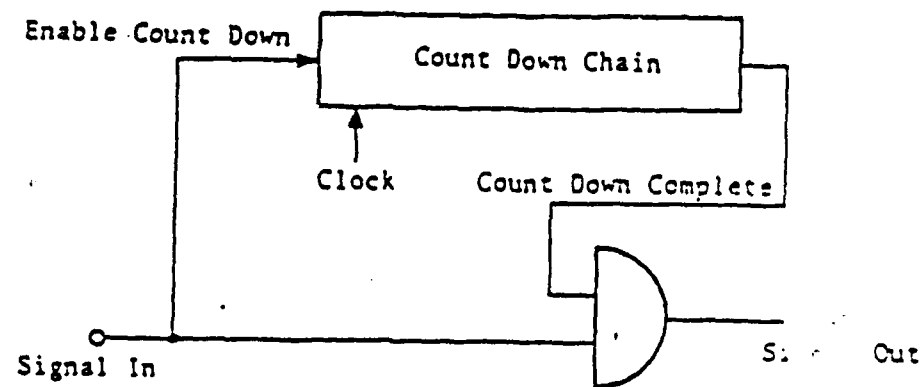 Enable Count Down
Count Down Chain
Clock
Count Down Complete
Signal In
Out